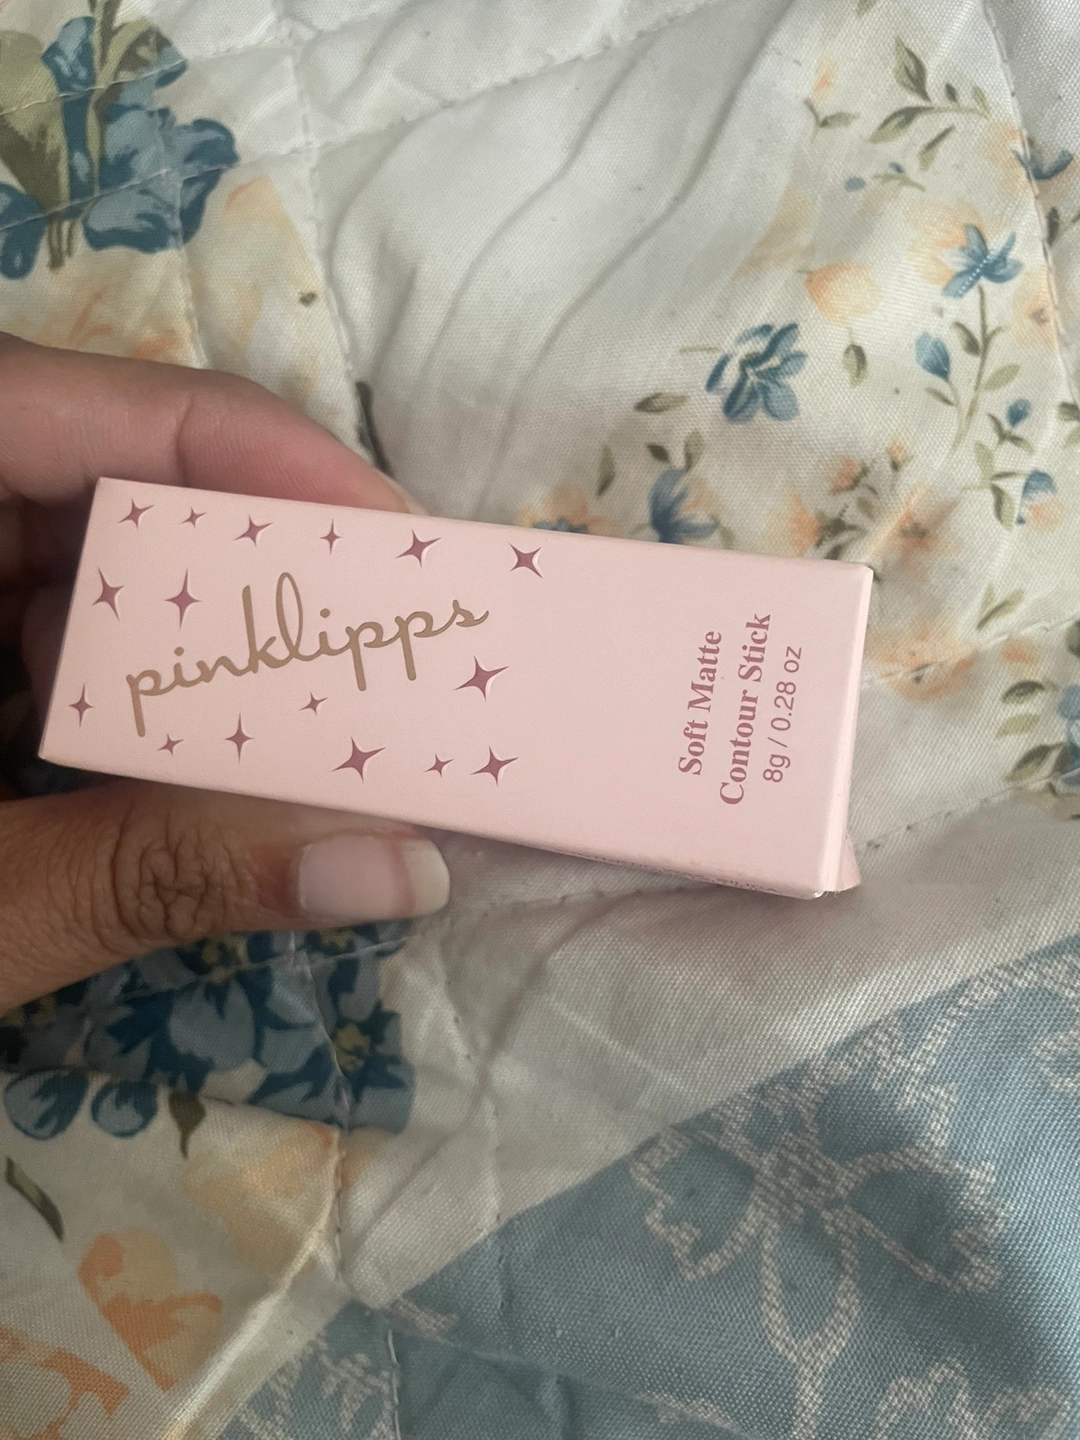 pinklipps
Soft Matte
Contour Stick
8g / 0.28 oz